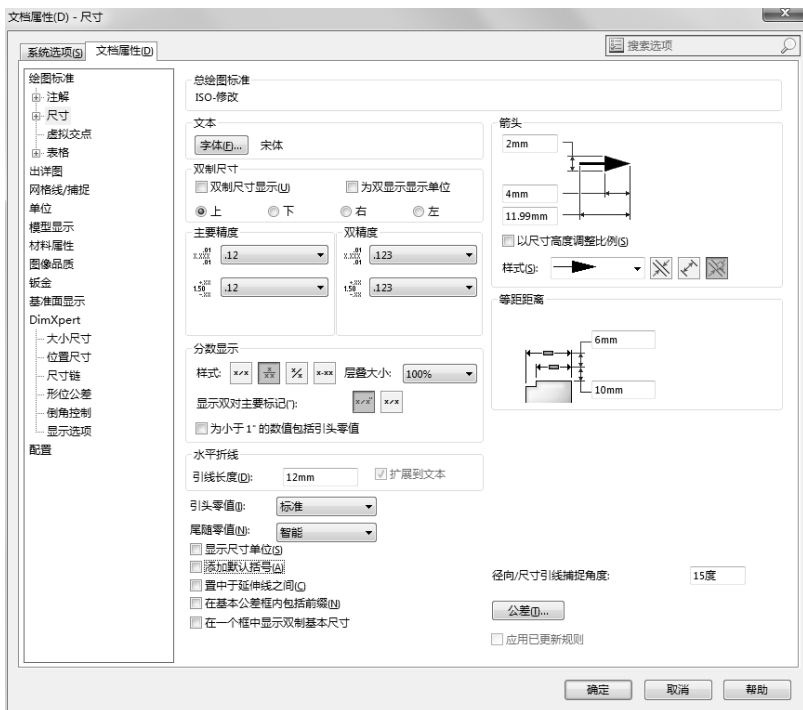 文档属性(D) - 尺寸
系统选项(S)
文档属性(D)
搜索选项
绘图标准
注解
尺寸
虚拟交点
表格
出详图
网格线/捕捉
单位
模型显示
材料属性
图像品质
钣金
基准面显示
DimXpert
大小尺寸
位置尺寸
尺寸链
形位公差
倒角控制
显示选项
配置
总绘图标准
ISO-修改
文本
字体(F)... 宋体
双制尺寸
双制尺寸显示(U) 为双显示显示单位
上 下 右 左
主要精度
.12
.12
双精度
.123
.123
分数显示
样式: x/x x/xx x/x x-xx 层叠大小: 100%
显示双对主要标记("): x/x" x/x
为小于 1" 的数值包括引头零值
水平折线
引线长度(D): 12mm 扩展到文本
引头零值(I): 标准
尾随零值(N): 智能
显示尺寸单位(S)
添加默认括号(A)
置中于延伸线之间(C)
在基本公差框内包括前缀(N)
在一个框中显示双制基本尺寸
箭头
2mm
4mm
11.99mm
以尺寸高度调整比例(S)
样式(S):
等距距离
6mm
10mm
径向/尺寸引线捕捉角度: 15度
公差(T)...
应用已更新规则
确定 取消 帮助